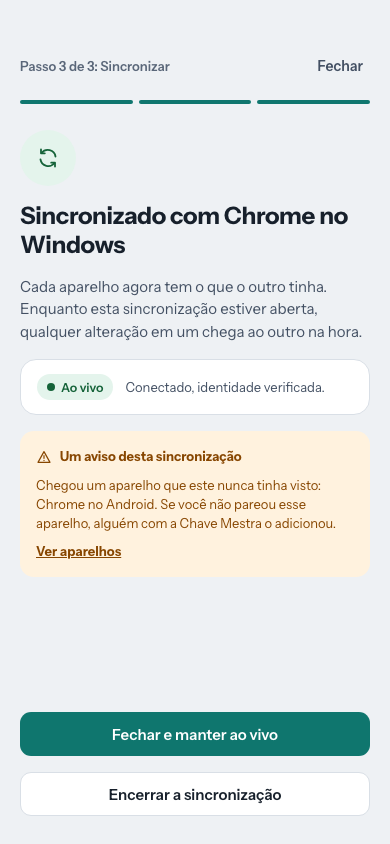 Passo 3 de 3: Sincronizar
Fechar
Sincronizado com Chrome no
Windows
Cada aparelho agora tem o que o outro tinha.
Enquanto esta sincronização estiver aberta,
qualquer alteração em um chega ao outro na hora.
Ao vivo
Conectado, identidade verificada.
Um aviso desta sincronização
Chegou um aparelho que este nunca tinha visto:
Chrome no Android. Se você não pareou esse
aparelho, alguém com a Chave Mestra o adicionou.
Ver aparelhos
Fechar e manter ao vivo
Encerrar a sincronização